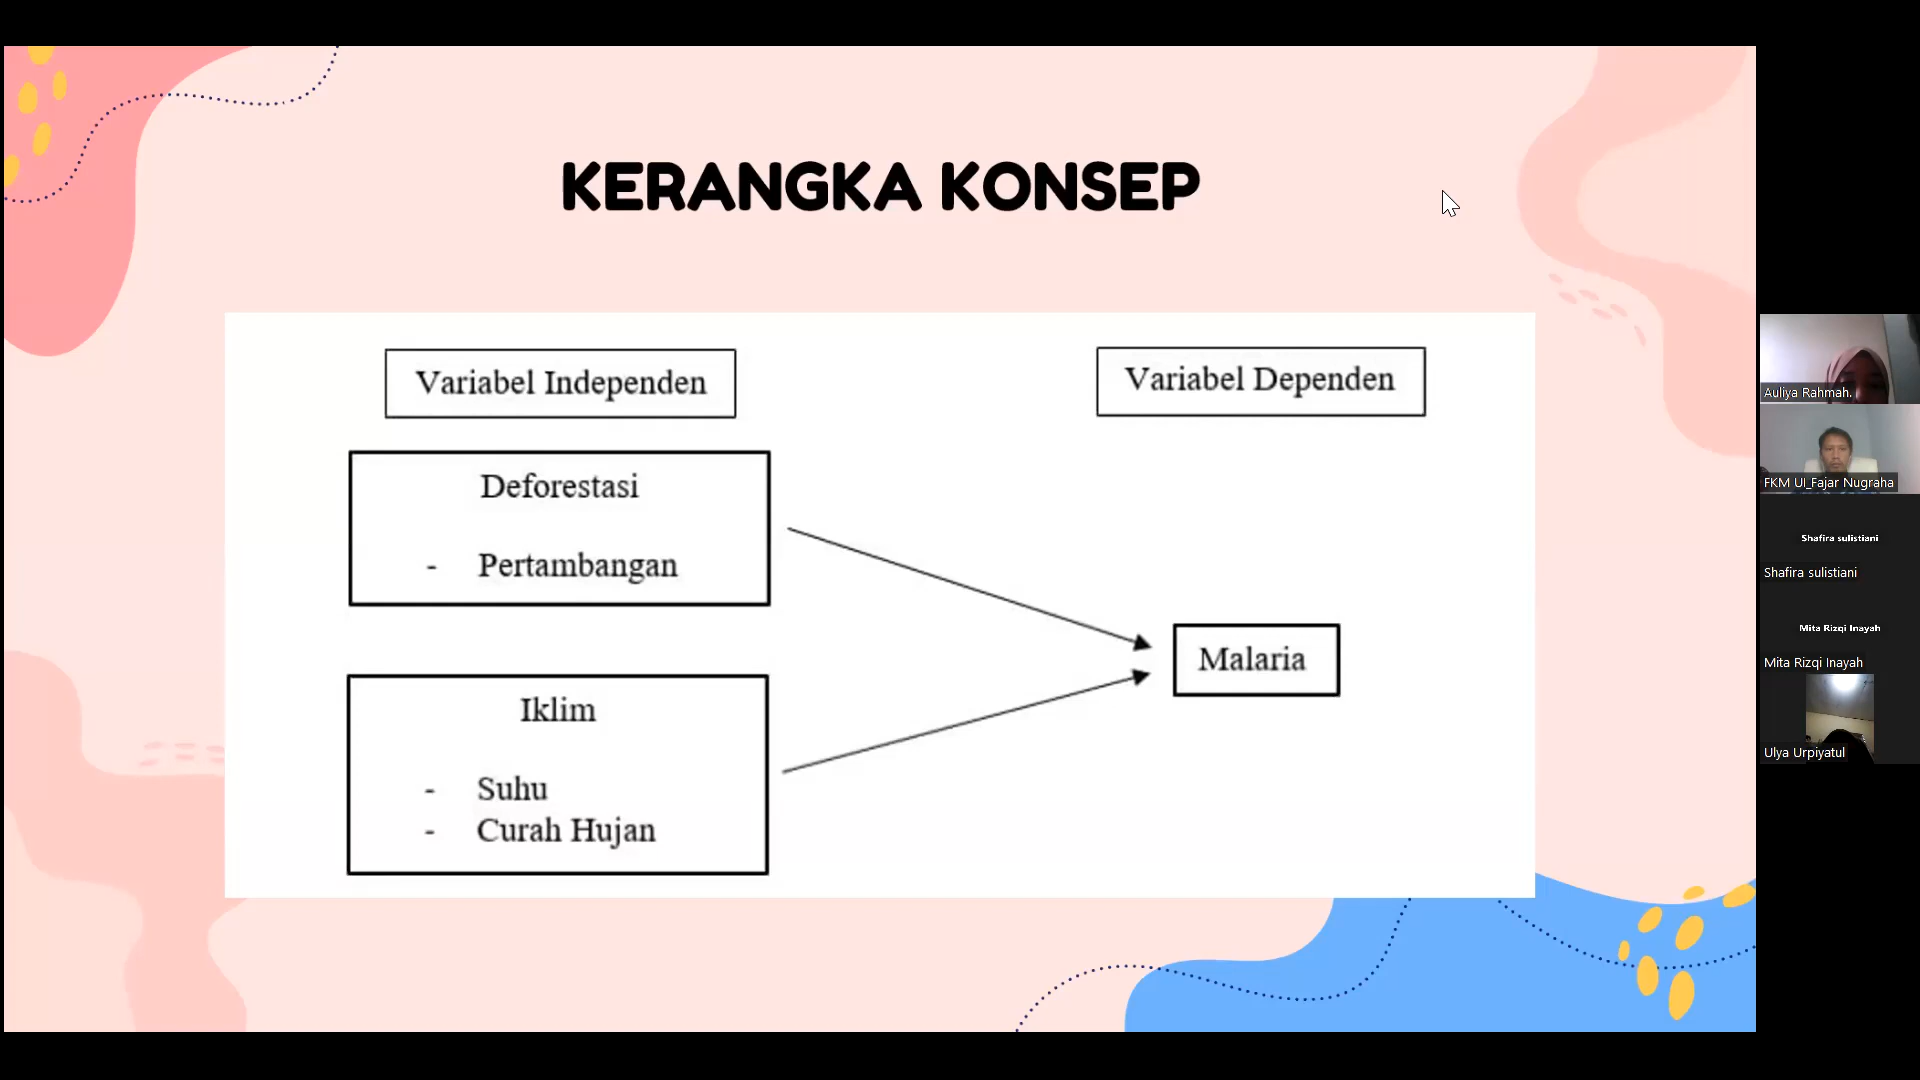 KERANGKA KONSEP
Variabel Independen
Variabel Dependen
Deforestasi
- Pertambangan
Malaria
Iklim
- Suhu
- Curah Hujan
Auliya Rahmah.
FKM UI_Fajar Nugraha
Shafira sulistiani
Shafira sulistiani
Mita Rizqi Inayah
Mita Rizqi Inayah
Ulya Urpiyatul